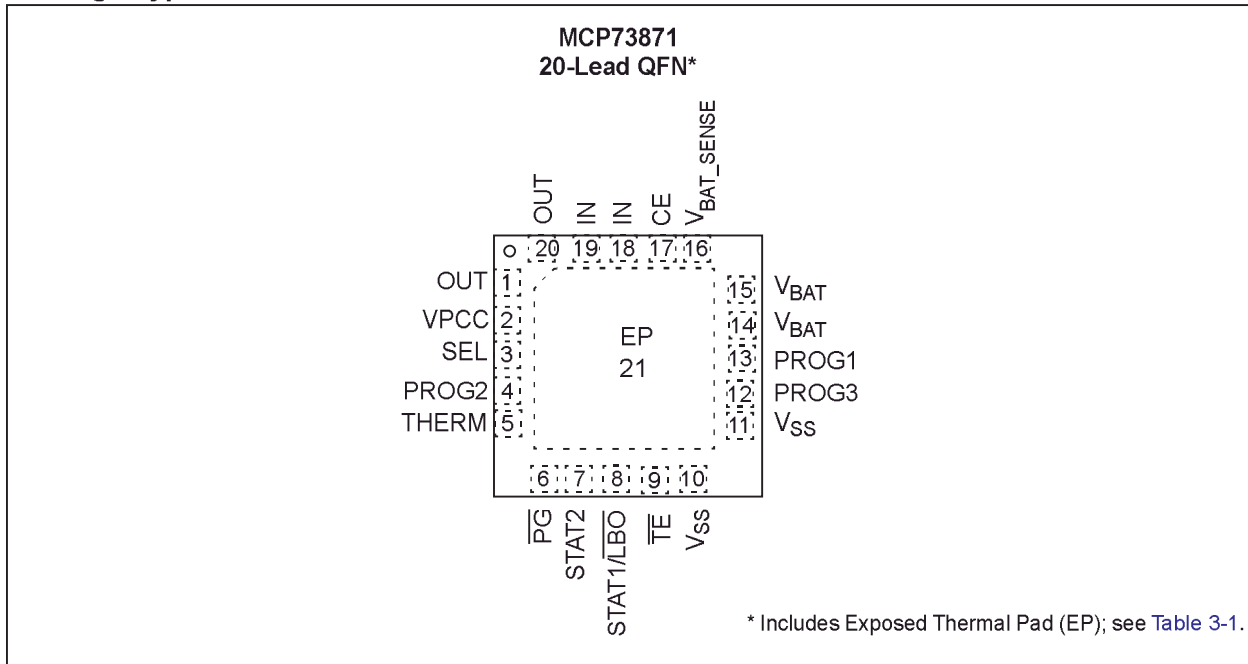 MCP73871
20-Lead QFN*
OUT
IN
IN
CE
VBAT_SENSE
20 19 18 17 16
OUT 1
VPCC 2
SEL 3
PROG2 4
THERM 5
EP
21
15 VBAT
14 VBAT
13 PROG1
12 PROG3
11 VSS
6 7 8 9 10
PG
STAT2
STAT1/LBO
TE
VSS
* Includes Exposed Thermal Pad (EP); see Table 3-1.